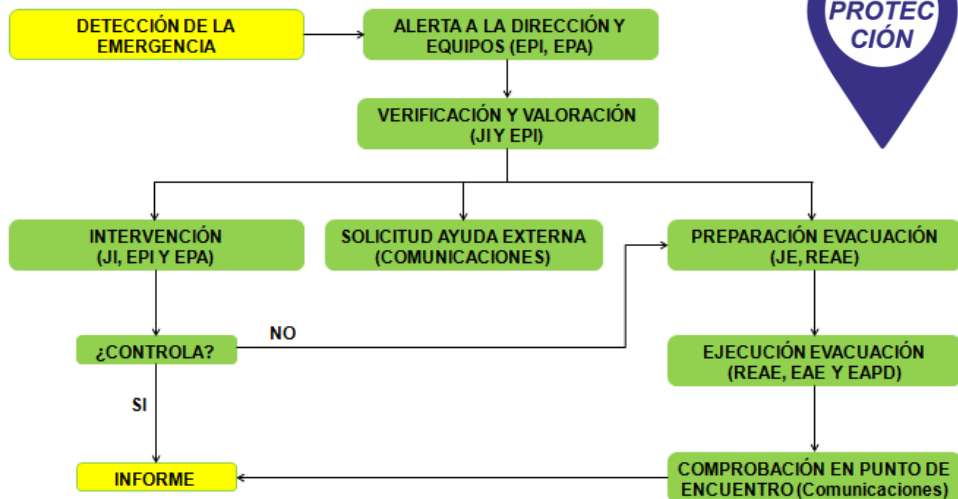 DETECCIÓN DE LA
EMERGENCIA
ALERTA A LA DIRECCIÓN Y
EQUIPOS (EPI, EPA)
PROTEC
CIÓN
VERIFICACIÓN Y VALORACIÓN
(JI Y EPI)
INTERVENCIÓN
(JI, EPI Y EPA)
SOLICITUD AYUDA EXTERNA
(COMUNICACIONES)
PREPARACIÓN EVACUACIÓN
(JE, REAE)
¿CONTROLA?
NO
EJECUCIÓN EVACUACIÓN
(REAE, EAE Y EAPD)
SI
INFORME
COMPROBACIÓN EN PUNTO DE
ENCUENTRO (Comunicaciones)